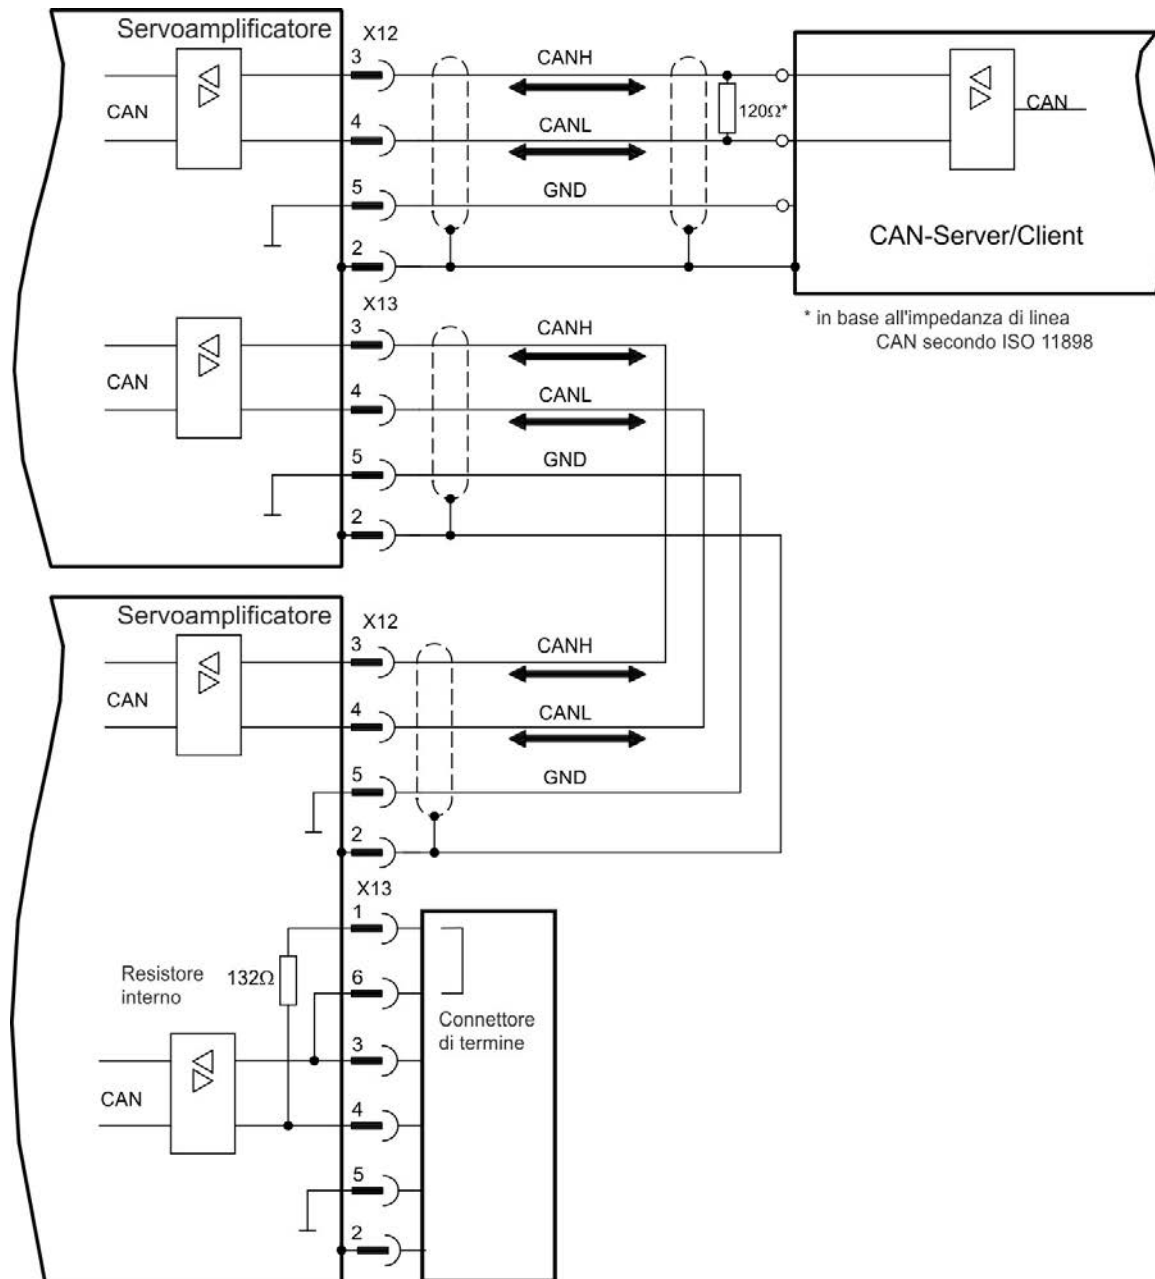 Servoamplificatore
X12
3
CANH
CAN
120Ω*
CAN
4
CANL
5
GND
CAN-Server/Client
2
X13
* in base all'impedanza di linea
CAN secondo ISO 11898
3
CANH
CAN
4
CANL
5
GND
2
Servoamplificatore
X12
3
CANH
CAN
4
CANL
5
GND
2
X13
1
Resistore
interno
132Ω
6
Connettore
di termine
3
CAN
4
5
2